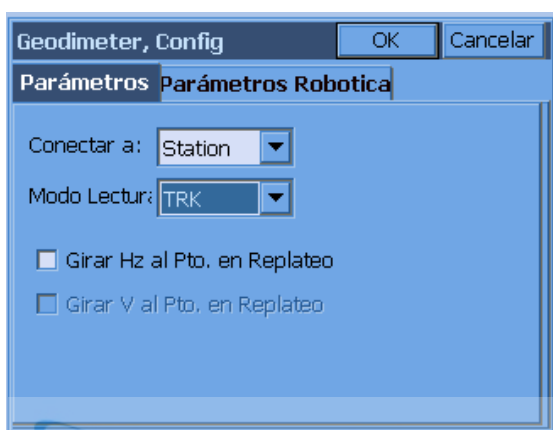 Geodimeter, Config OK Cancelar
Parámetros Parámetros Robotica
Conectar a: Station
Modo Lectura TRK
Girar Hz al Pto. en Replateo
Girar V al Pto. en Replateo